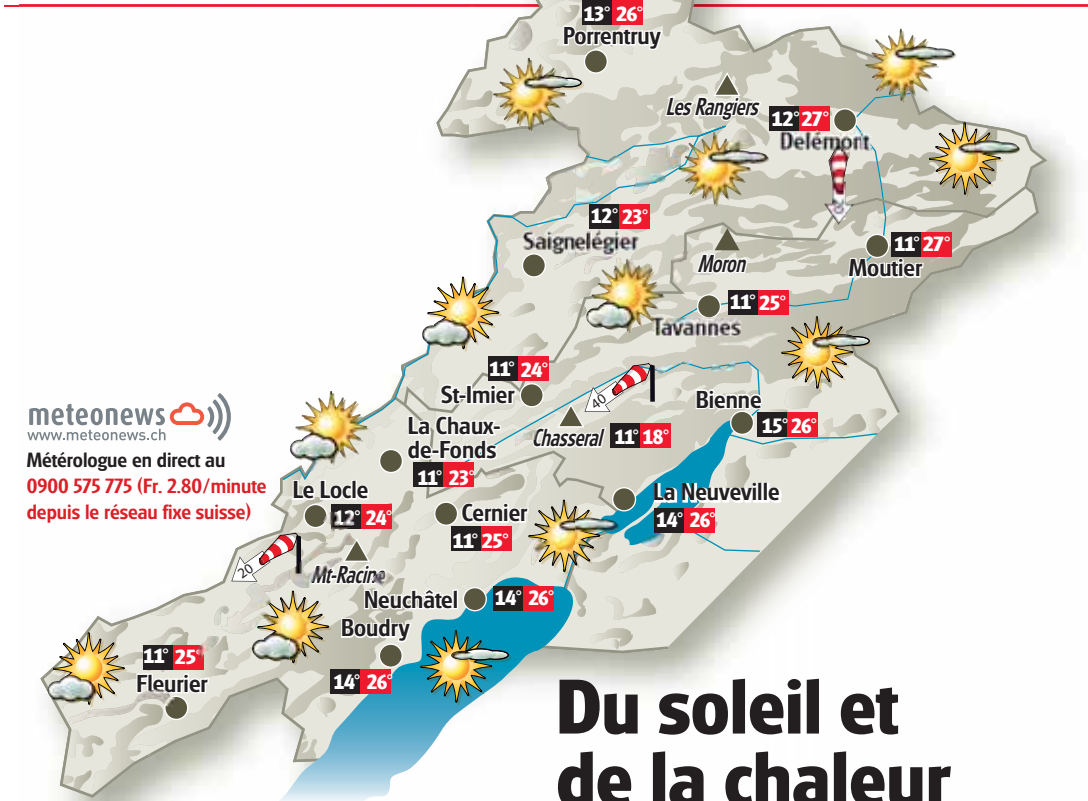 13° 26°
Porrentruy
Les Rangiers
12° 27°
Delémont
12° 23°
Saignelégier
Moron
11° 27°
Moutier
11° 25°
Tavannes
11° 24°
St-Imier
40
Chasseral 11° 18°
Bienne
15° 26°
meteonews
www.meteonews.ch
Métérologue en direct au
0900 575 775 (Fr. 2.80/minute
depuis le réseau fixe suisse)
La Chaux-
de-Fonds
11° 23°
Le Locle
12° 24°
Cernier
11° 25°
La Neuveville
14° 26°
20
Mt-Racine
Neuchâtel 14° 26°
Boudry
14° 26°
11° 25°
Fleurier
Du soleil et
de la chaleur